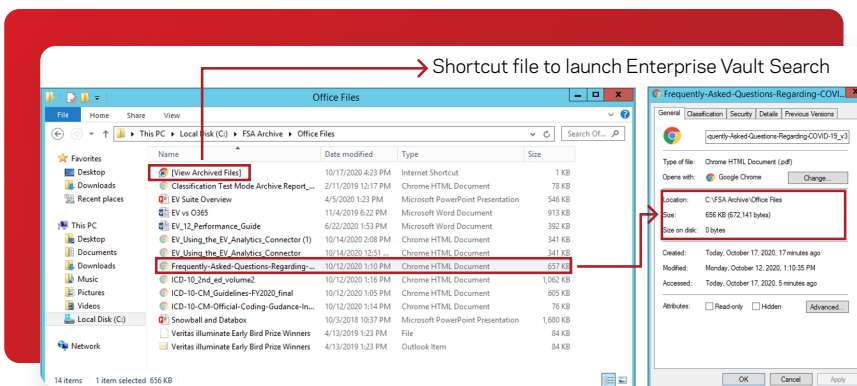 Shortcut file to launch Enterprise Vault Search
Office Files
File Home Share View
This PC Local Disk (C:) FSA Archive Office Files
Search Of...
Name Date modified Type Size
Favorites
Desktop
Downloads
Recent places
This PC
Desktop
Documents
Downloads
Music
Pictures
Videos
Local Disk (C:)
Network
[View Archived Files] 10/17/2020 4:23 PM Internet Shortcut 1 KB
Classification Test Mode Archive Report_... 2/11/2019 12:17 PM Chrome HTML Document 78 KB
EV Suite Overview 4/5/2020 1:23 PM Microsoft PowerPoint Presentation 546 KB
EV vs O365 11/4/2019 6:22 PM Microsoft Word Document 913 KB
EV_12_Performance_Guide 6/22/2020 1:53 PM Microsoft Word Document 392 KB
EV_Using_the_EV_Analytics_Connector (1) 10/14/2020 2:08 PM Chrome HTML Document 341 KB
EV_Using_the_EV_Analytics_Connector 10/14/2020 12:51 ... Chrome HTML Document 341 KB
Frequently-Asked-Questions-Regarding-... 10/12/2020 1:10 PM Chrome HTML Document 657 KB
ICD-10_2nd_ed_volume2 10/12/2020 1:16 PM Chrome HTML Document 1,062 KB
ICD-10-CM_Guidelines-FY2020_final 10/12/2020 1:05 PM Chrome HTML Document 605 KB
ICD-10-CM-Official-Coding-Gudance-In... 10/12/2020 1:14 PM Chrome HTML Document 76 KB
Snowball and Databox 10/3/2018 10:37 PM Microsoft PowerPoint Presentation 1,680 KB
Veritas illuminate Early Bird Prize Winners 4/13/2019 1:23 PM File 84 KB
Veritas illuminate Early Bird Prize Winners 4/13/2019 1:23 PM Outlook Item 84 KB
14 items 1 item selected 656 KB
Frequently-Asked-Questions-Regarding-COVI...
General Classification Security Details Previous Versions
quently-Asked-Questions-Regarding-COVID-19_v3
Type of file: Chrome HTML Document (.pdf)
Opens with: Google Chrome Change...
Location: C:\FSA Archive\Office Files
Size: 656 KB (672,141 bytes)
Size on disk: 0 bytes
Created: Today, October 17, 2020, 17 minutes ago
Modified: Monday, October 12, 2020, 1:10:35 PM
Accessed: Today, October 17, 2020, 5 minutes ago
Attributes: Read-only Hidden Advanced...
OK Cancel Apply